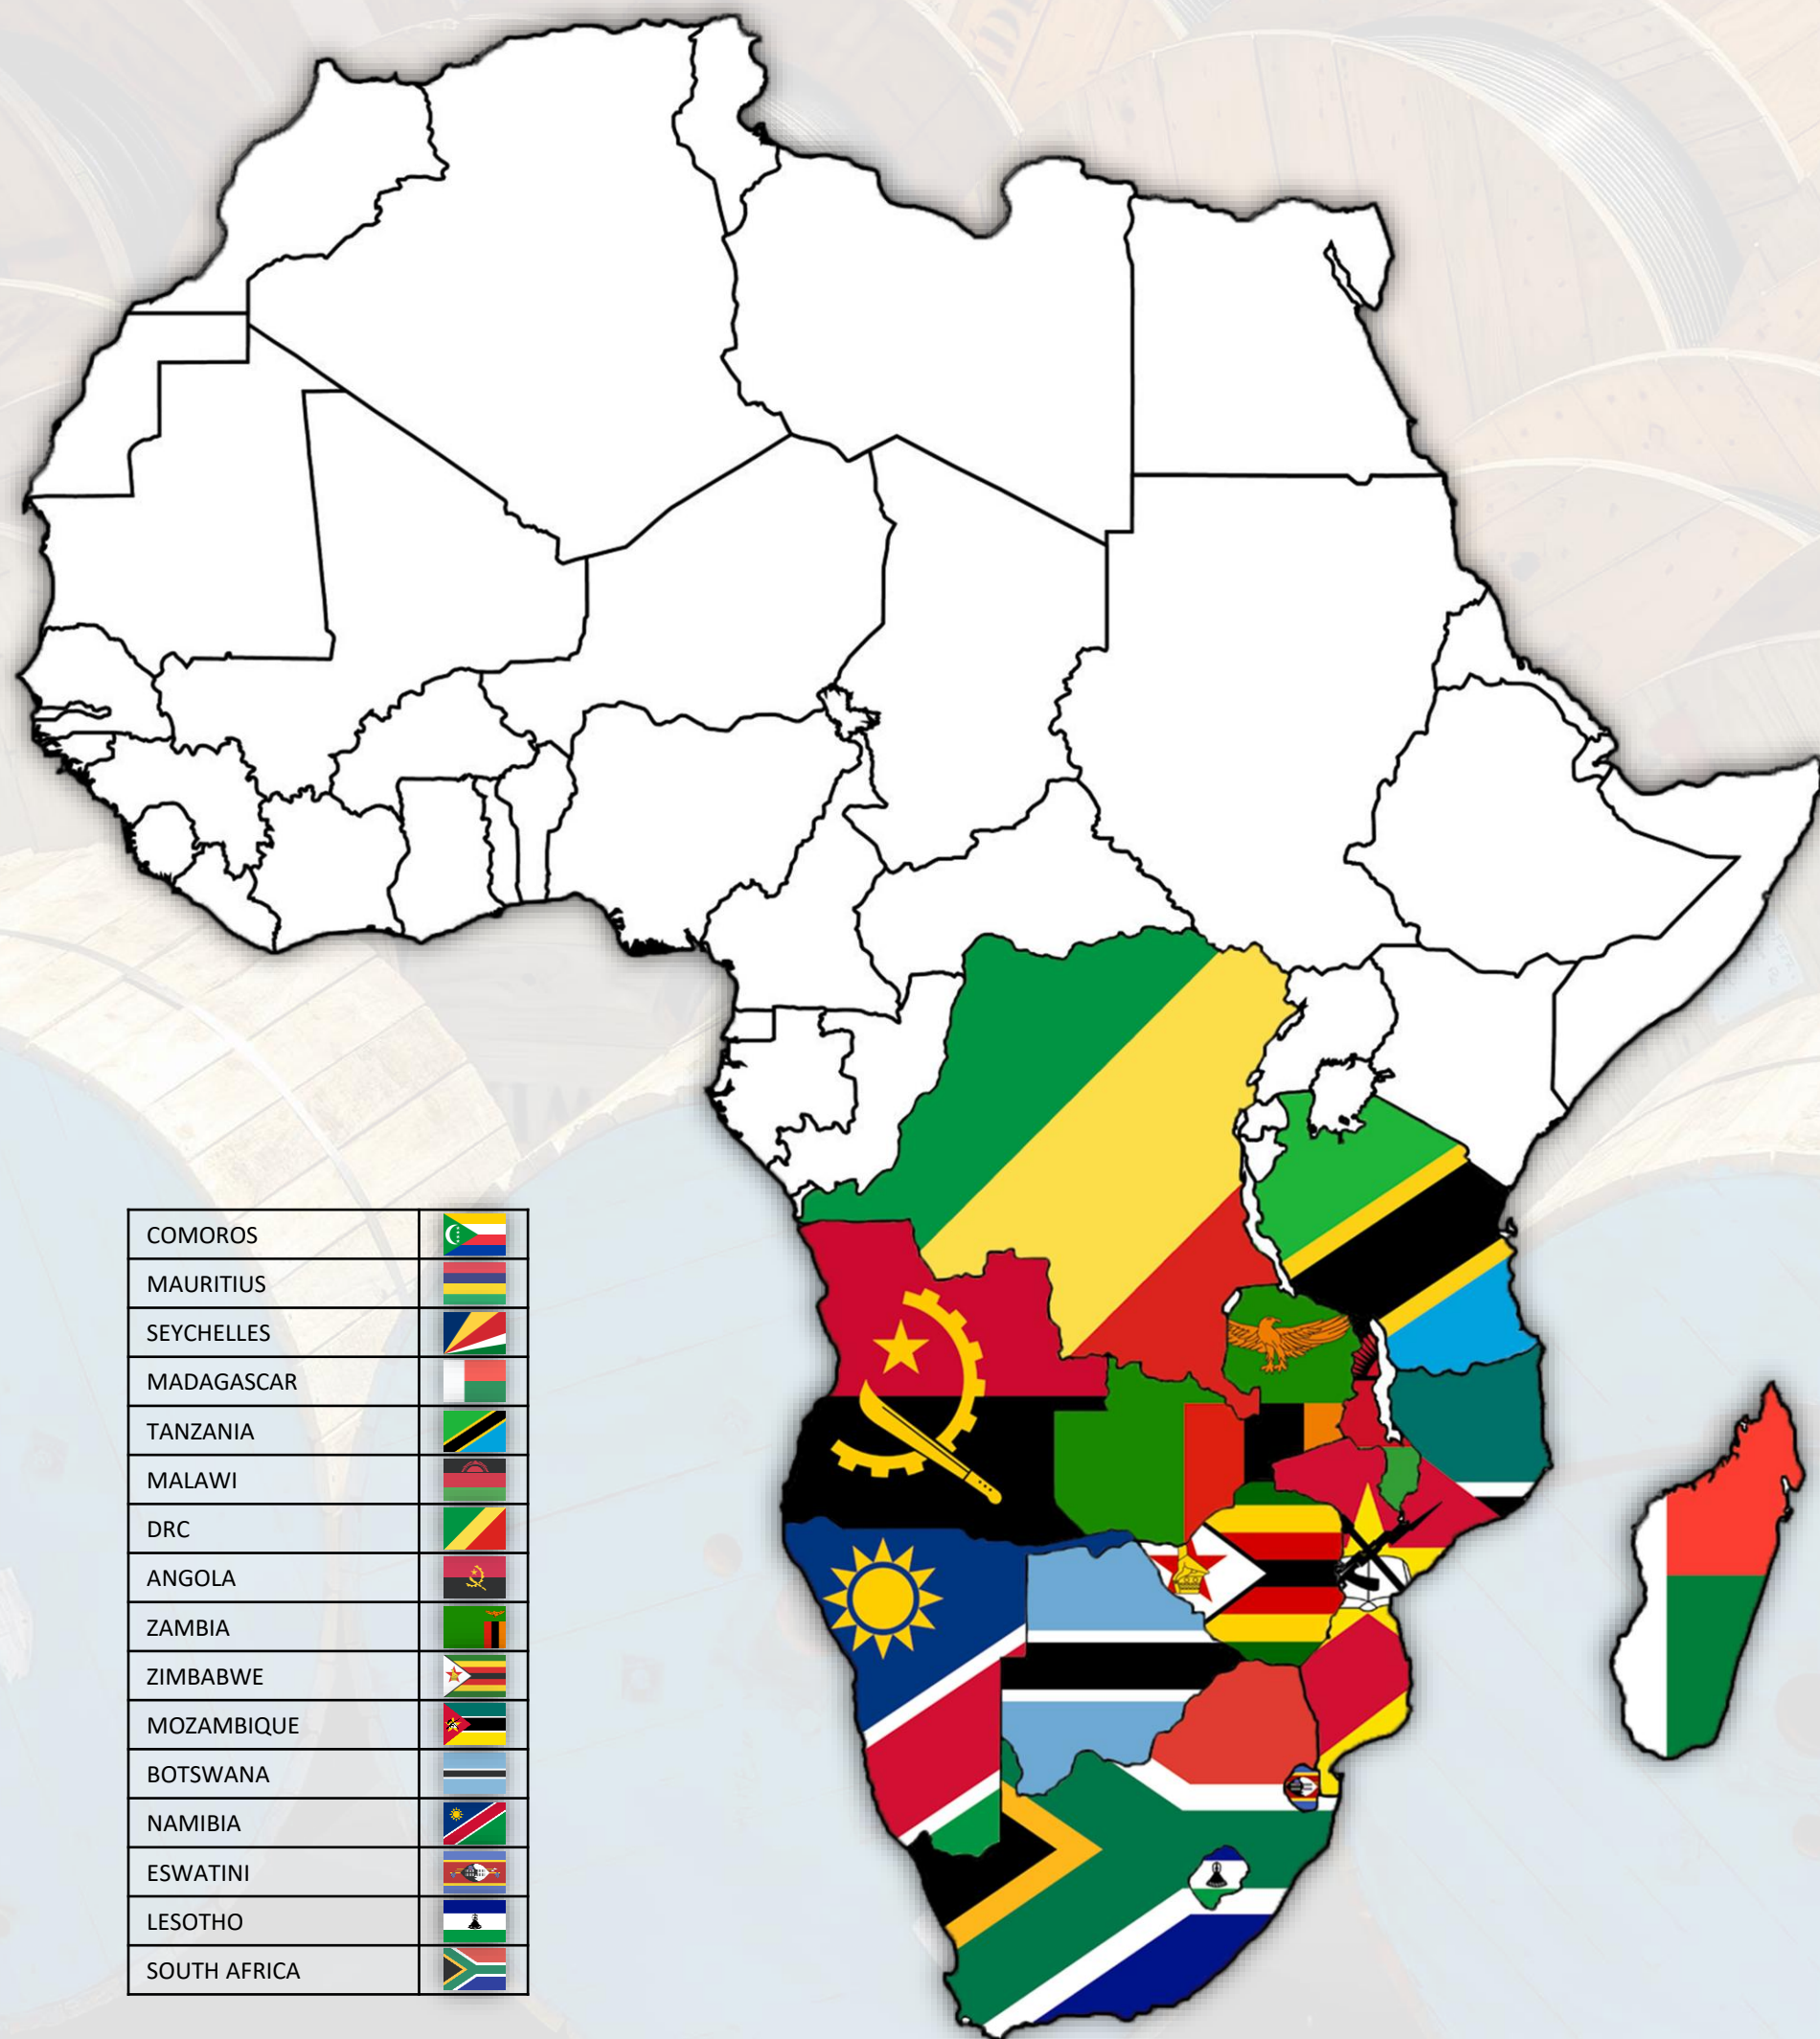 COMOROS
MAURITIUS
SEYCHELLES
MADAGASCAR
TANZANIA
MALAWI
DRC
ANGOLA
ZAMBIA
ZIMBABWE
MOZAMBIQUE
BOTSWANA
NAMIBIA
ESWATINI
LESOTHO
SOUTH AFRICA